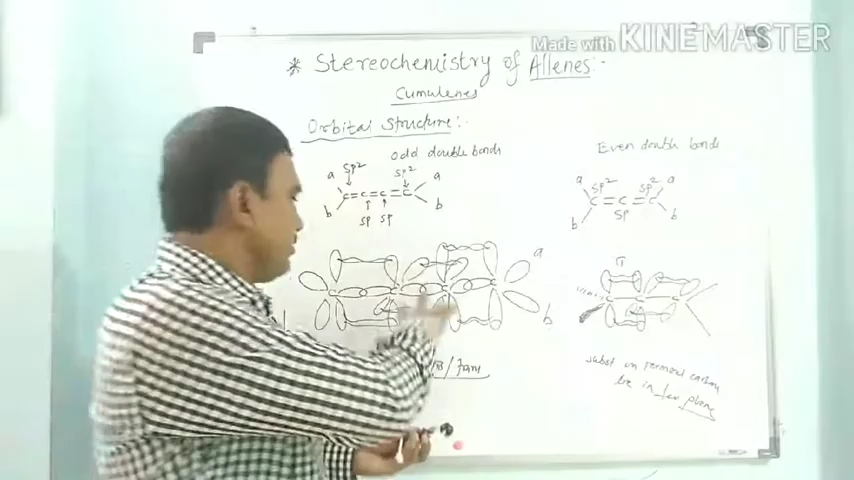 Made with KINEMASTER
* Stereochemistry of Allenes:-
Cumulenes
Orbital Structure:-
odd double bonds
a sp² sp² a
C=C=C=C
b sp sp b
a
b
Even double bonds
a sp² sp² a
C=C=C
b sp b
π
C C C
subst on terminal carbon
lie in per plane